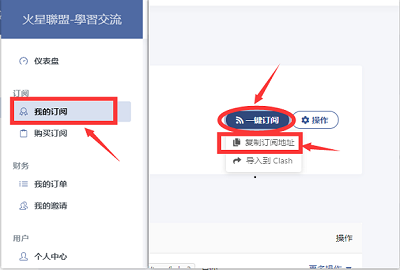 火星聯盟-學習交流
仪表盘
订阅
我的订阅
购买订阅
财务
我的订单
我的邀请
用户
个人中心
一键订阅
操作
复制订阅地址
导入到 Clash
操作